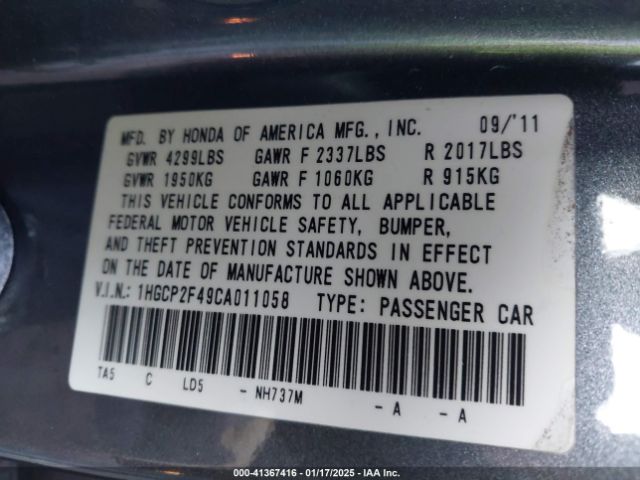 MFD. BY HONDA OF AMERICA MFG., INC. 09/'11
GVWR 4299LBS GAWR F 2337LBS R 2017LBS
GVWR 1950KG GAWR F 1060KG R 915KG
THIS VEHICLE CONFORMS TO ALL APPLICABLE
FEDERAL MOTOR VEHICLE SAFETY, BUMPER,
AND THEFT PREVENTION STANDARDS IN EFFECT
ON THE DATE OF MANUFACTURE SHOWN ABOVE.
V.I.N.: 1HGCP2F49CA011058 TYPE: PASSENGER CAR
TA5 C LD5 - NH737M - A - A
000-41367416 - 01/17/2025 - IAA Inc.